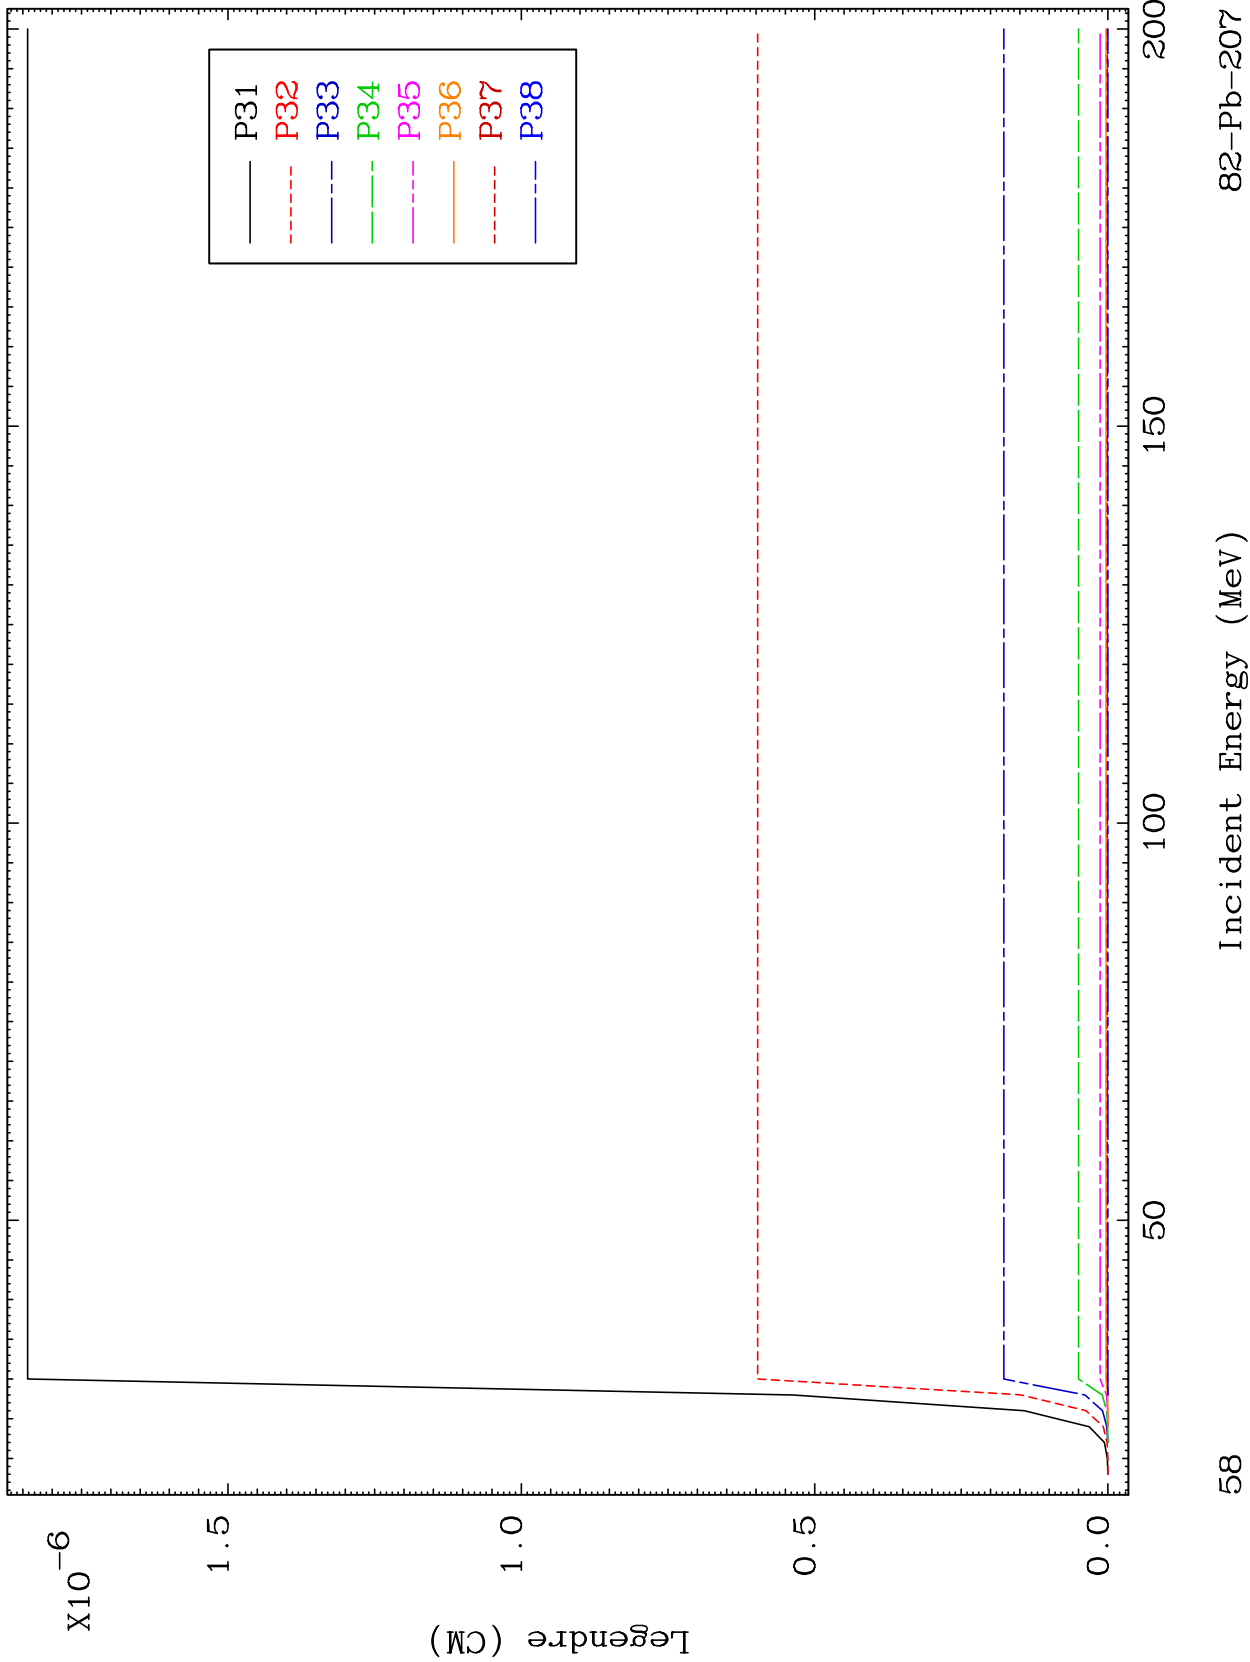 X10-6
Legendre (CM)
1.5
1.0
0.5
0.0
P31
P32
P33
P34
P35
P36
P37
P38
50
100
150
200
58
Incident Energy (MeV)
82-Pb-207